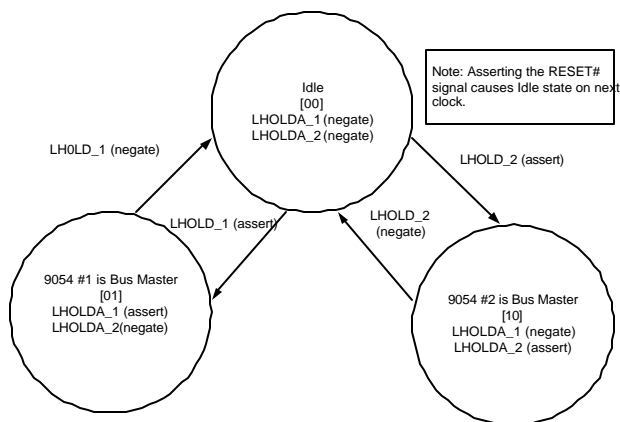 Idle
[00]
LHOLDA_1 (negate)
LHOLDA_2 (negate)
Note: Asserting the RESET#
signal causes Idle state on next
clock.
LH0LD_1 (negate)
LHOLD_2 (assert)
LHOLD_1 (assert)
LHOLD_2
(negate)
9054 #1 is Bus Master
[01]
LHOLDA_1 (assert)
LHOLDA_2(negate)
9054 #2 is Bus Master
[10]
LHOLDA_1 (negate)
LHOLDA_2 (assert)